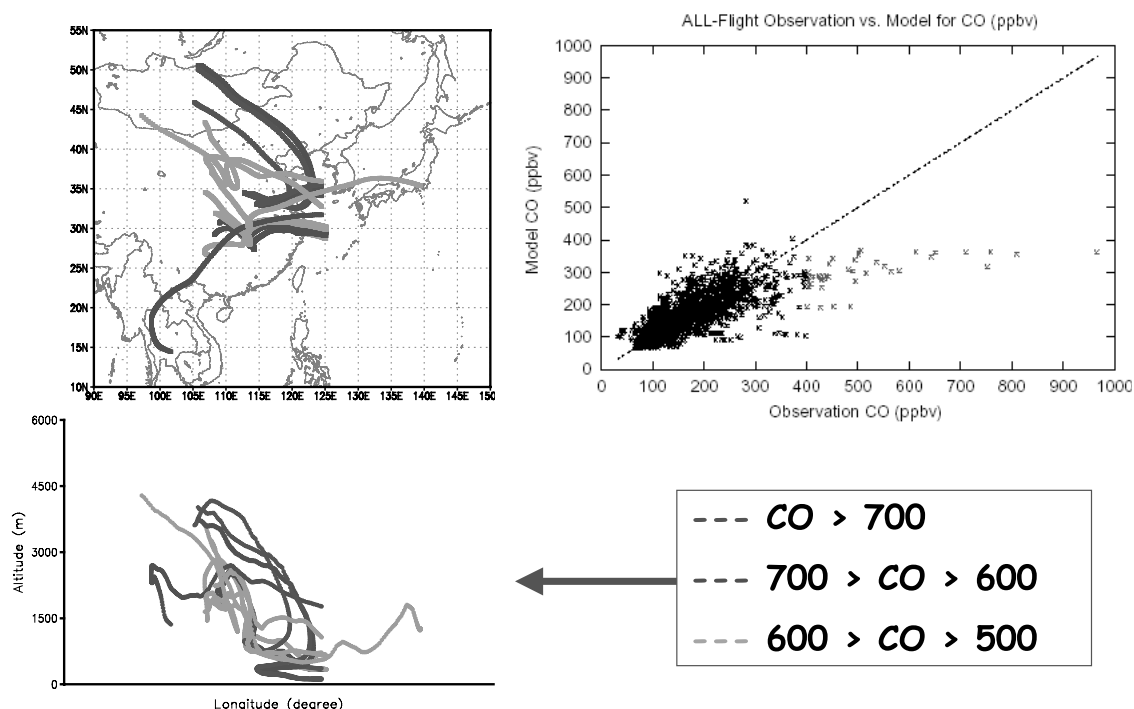 55N
50N
45N
40N
35N
30N
25N
20N
15N
10N
90E 95E 100E 105E 110E 115E 120E 125E 130E 135E 140E 145E 150
ALL-Flight Observation vs. Model for CO (ppbv)
Model CO (ppbv)
1000
900
800
700
600
500
400
300
200
100
0
0 100 200 300 400 500 600 700 800 900 1000
Observation CO (ppbv)
Altitude (m)
6000
4500
3000
1500
0
Longitude (degree)
CO > 700
700 > CO > 600
600 > CO > 500